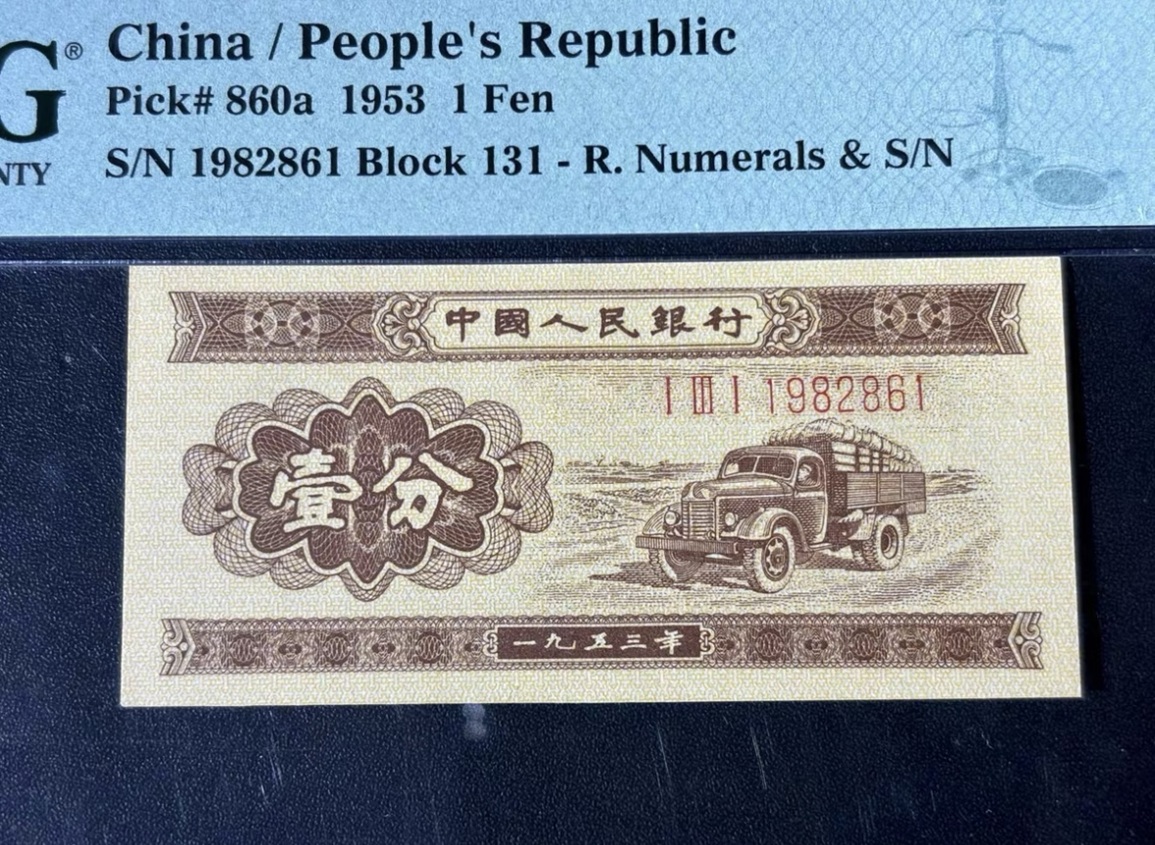 G® China / People's Republic
Pick# 860a 1953 1 Fen
NTY S/N 1982861 Block 131 - R. Numerals & S/N
中國人民銀行
I III I 1982861
壹分
一九五三年